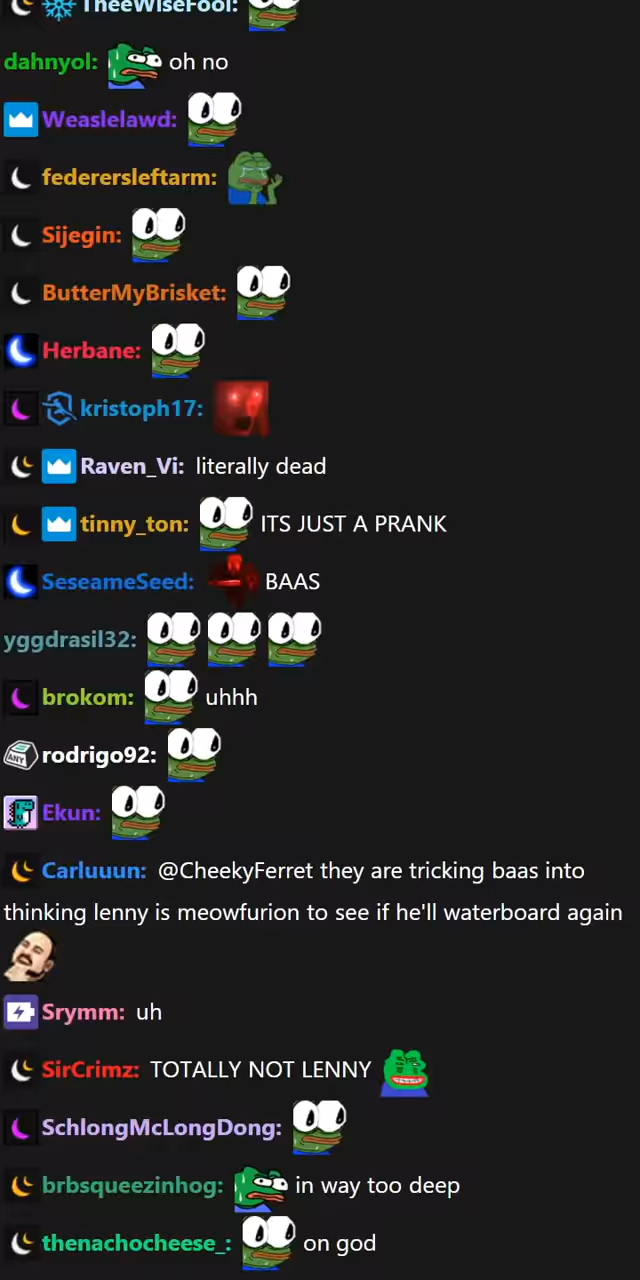 TheeWiseFool:
dahnyol: oh no
Weaslelawd:
federersleftarm:
Sijegin:
ButterMyBrisket:
Herbane:
kristoph17:
Raven_Vi: literally dead
tinny_ton: ITS JUST A PRANK
SeseameSeed: BAAS
yggdrasil32:
brokom: uhhh
ANY rodrigo92:
Ekun:
Carluuun: @CheekyFerret they are tricking baas into
thinking lenny is meowfurion to see if he'll waterboard again
Srymm: uh
SirCrimz: TOTALLY NOT LENNY
SchlongMcLongDong:
brbsqueezinhog: in way too deep
thenachocheese_: on god